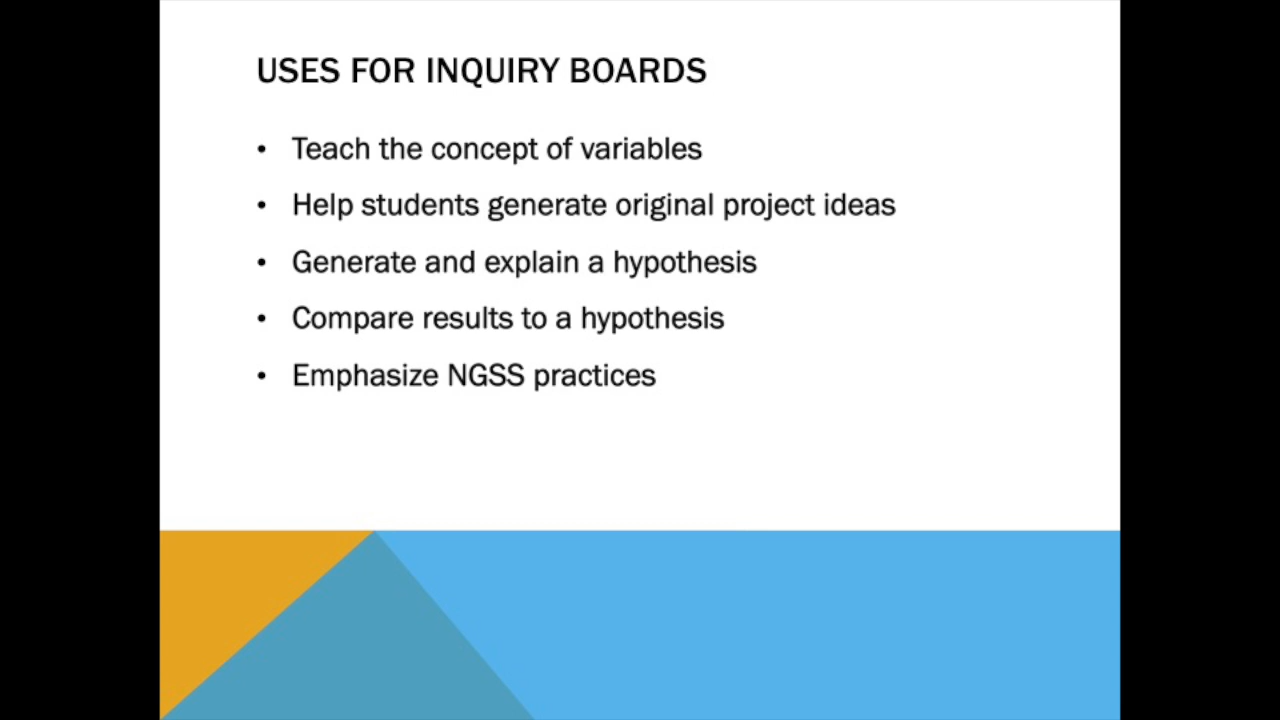 USES FOR INQUIRY BOARDS
• Teach the concept of variables
• Help students generate original project ideas
• Generate and explain a hypothesis
• Compare results to a hypothesis
• Emphasize NGSS practices